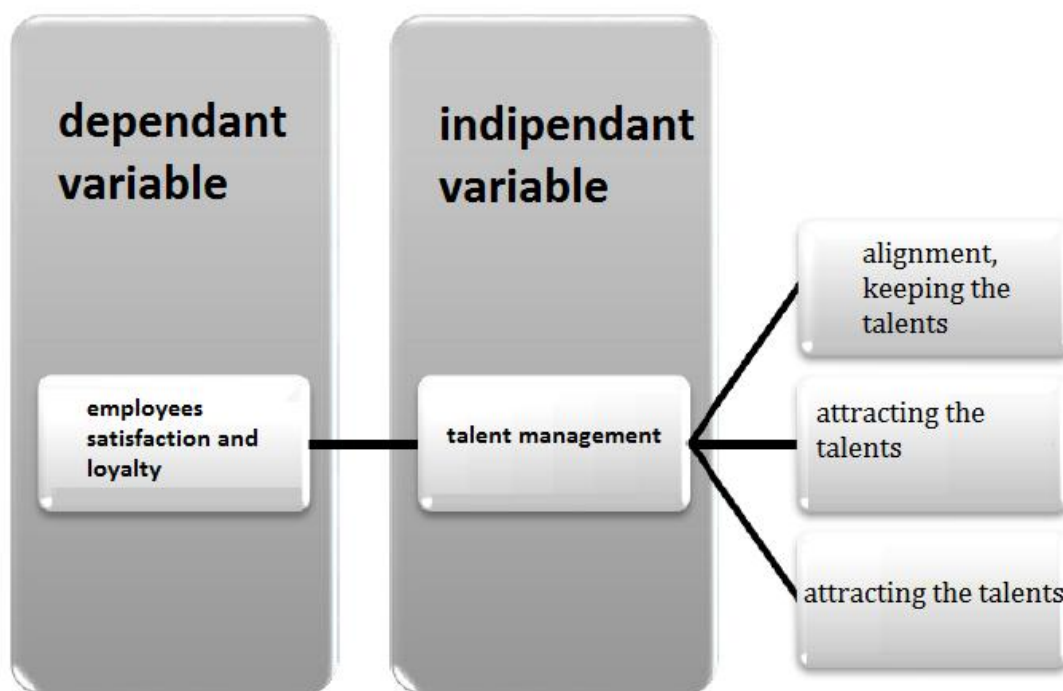 dependant
variable
indipendant
variable
employees
satisfaction and
loyalty
talent management
alignment,
keeping the
talents
attracting the
talents
attracting the talents